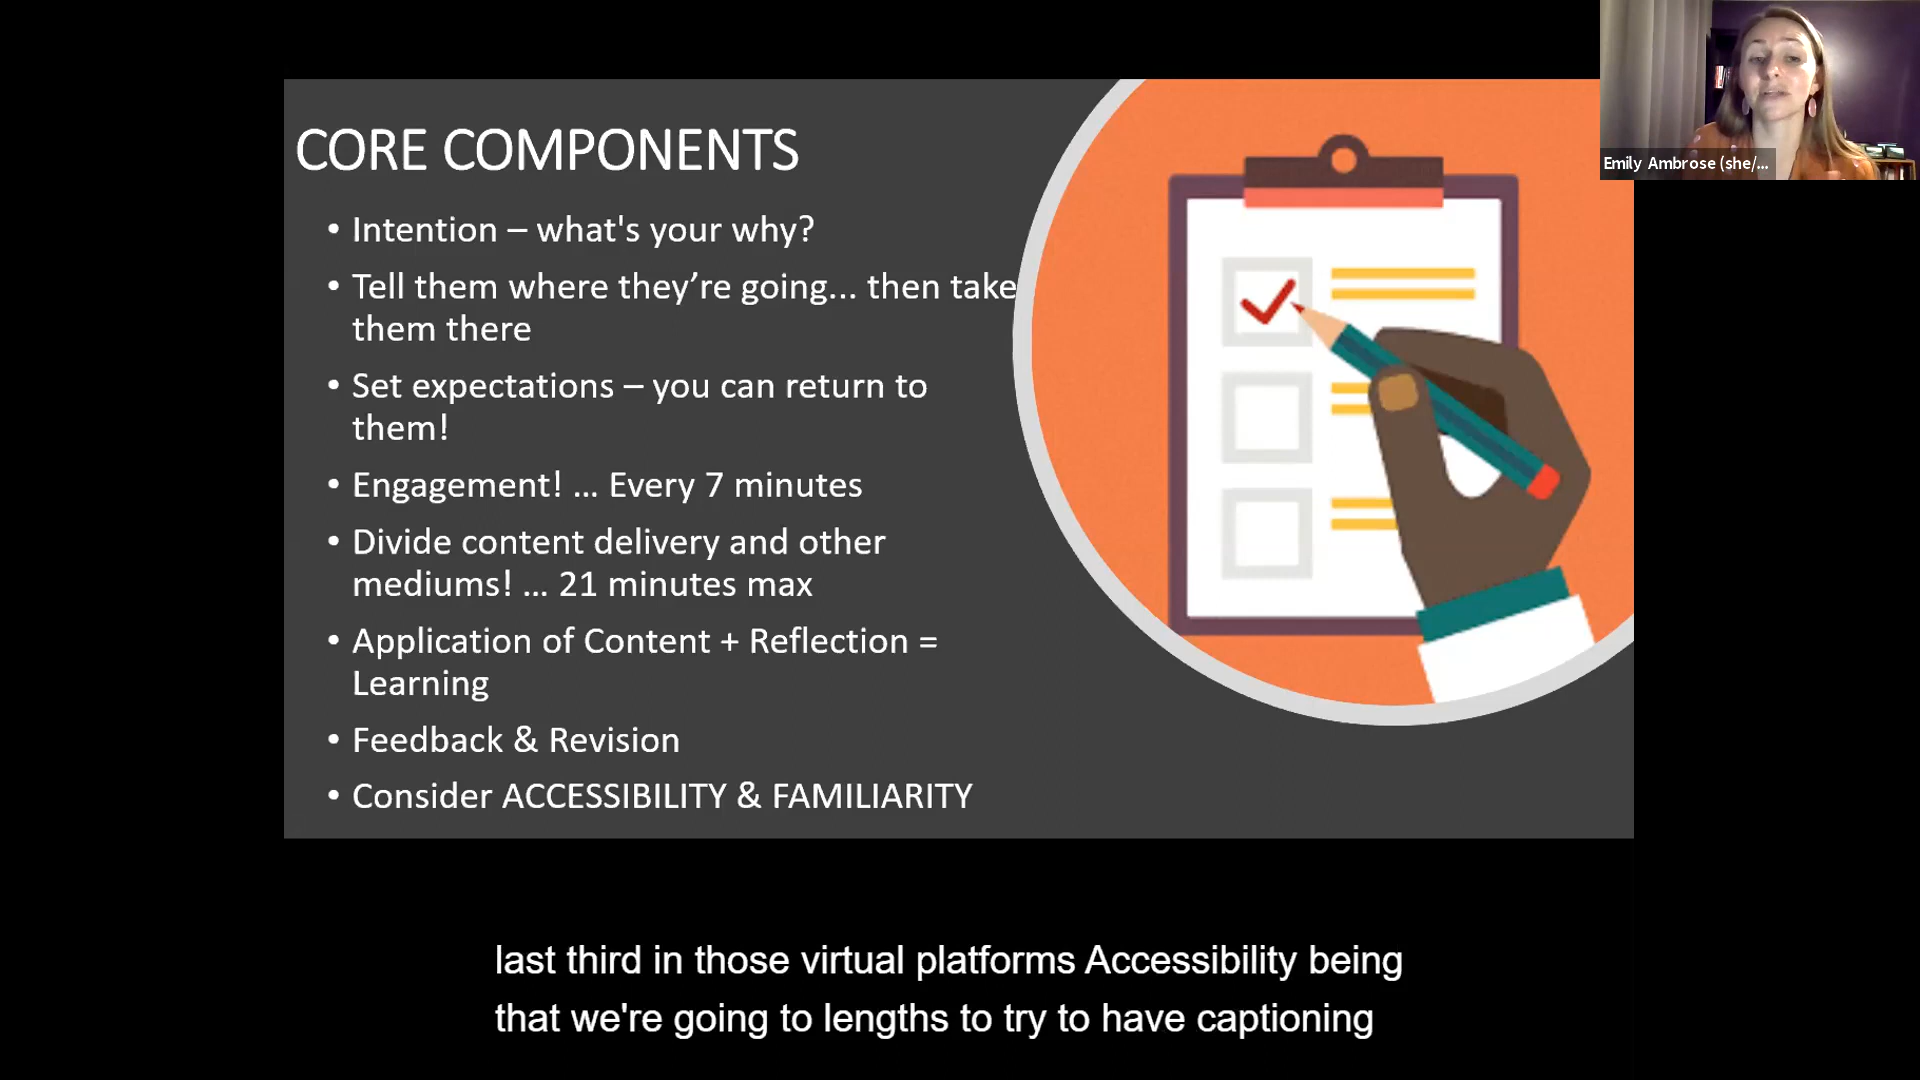 CORE COMPONENTS
• Intention – what's your why?
• Tell them where they’re going... then take
them there
• Set expectations – you can return to
them!
• Engagement! ... Every 7 minutes
• Divide content delivery and other
mediums! ... 21 minutes max
• Application of Content + Reflection =
Learning
• Feedback & Revision
• Consider ACCESSIBILITY & FAMILIARITY
Emily Ambrose (she/...
last third in those virtual platforms Accessibility being
that we're going to lengths to try to have captioning